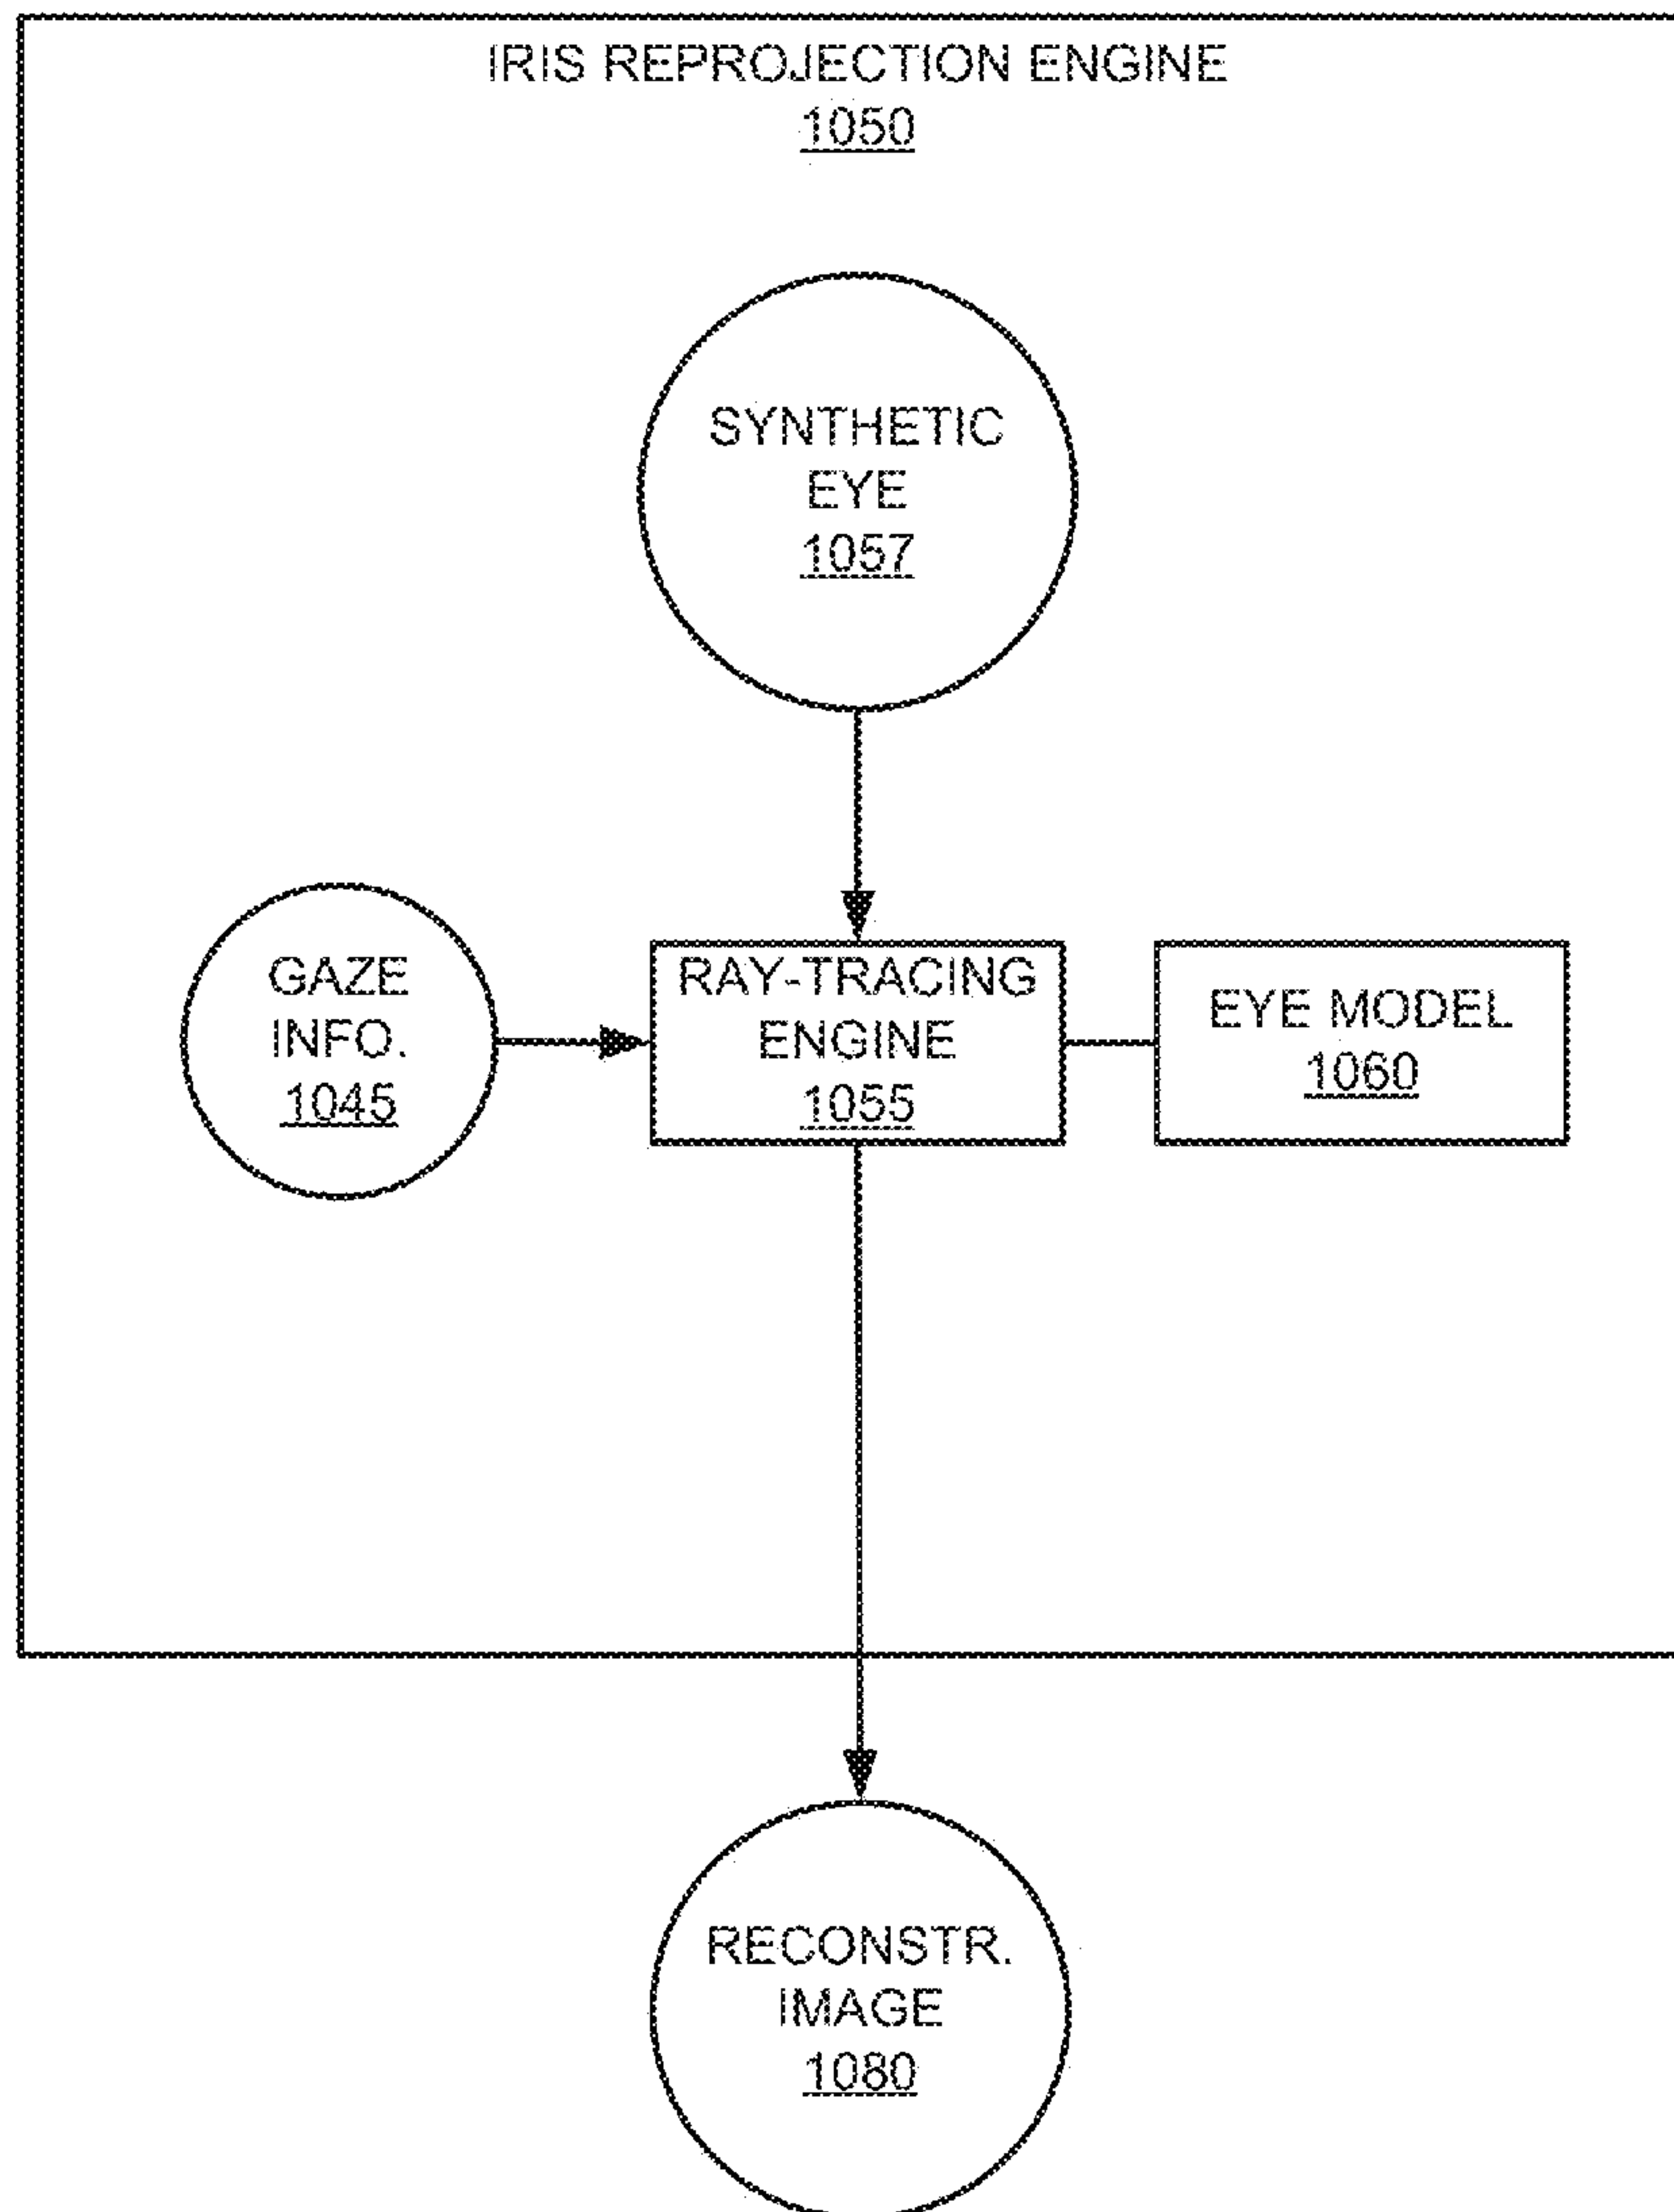 IRIS REPROJECTION ENGINE
1050
SYNTHETIC
EYE
1057
GAZE
INFO.
1045
RAY-TRACING
ENGINE
1055
EYE MODEL
1060
RECONSTR.
IMAGE
1080